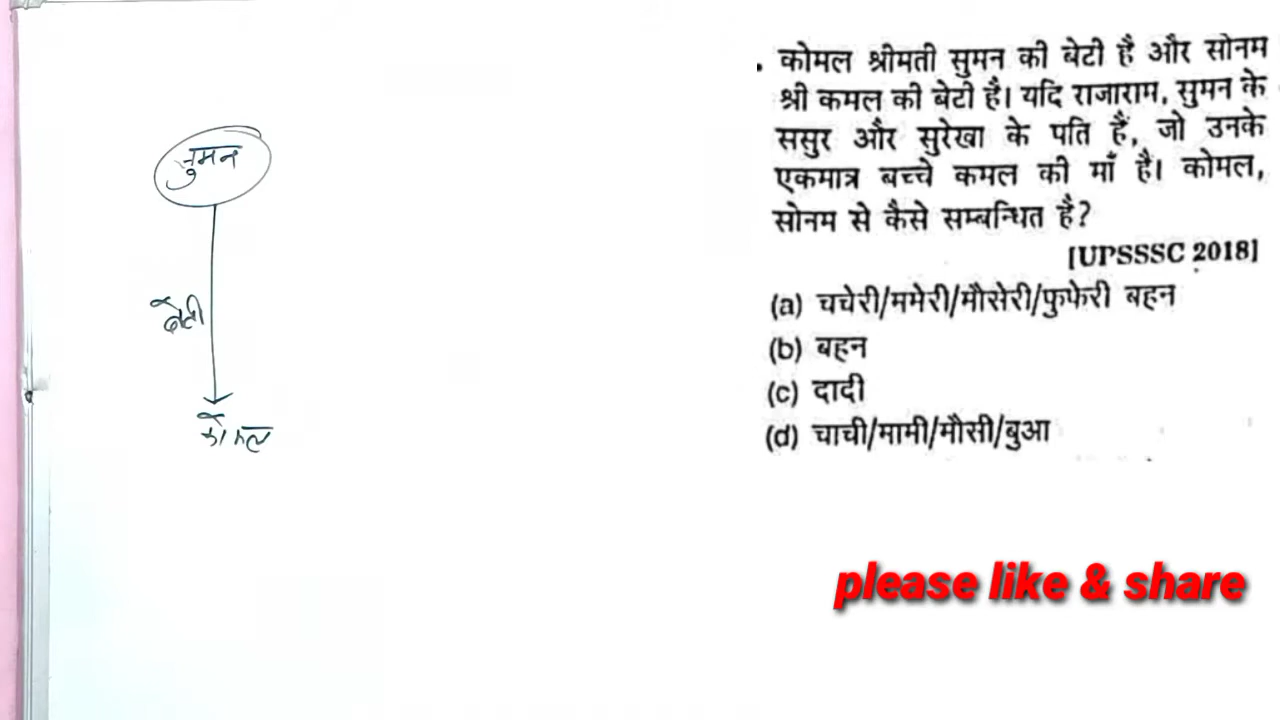 सुमन
बेटी
कोमल
. कोमल श्रीमती सुमन की बेटी है और सोनम
श्री कमल की बेटी है। यदि राजाराम, सुमन के
ससुर और सुरेखा के पति हैं, जो उनके
एकमात्र बच्चे कमल की माँ है। कोमल,
सोनम से कैसे सम्बन्धित है?
[UPSSSC 2018]
(a) चचेरी/ममेरी/मौसेरी/फुफेरी बहन
(b) बहन
(c) दादी
(d) चाची/मामी/मौसी/बुआ
please like & share